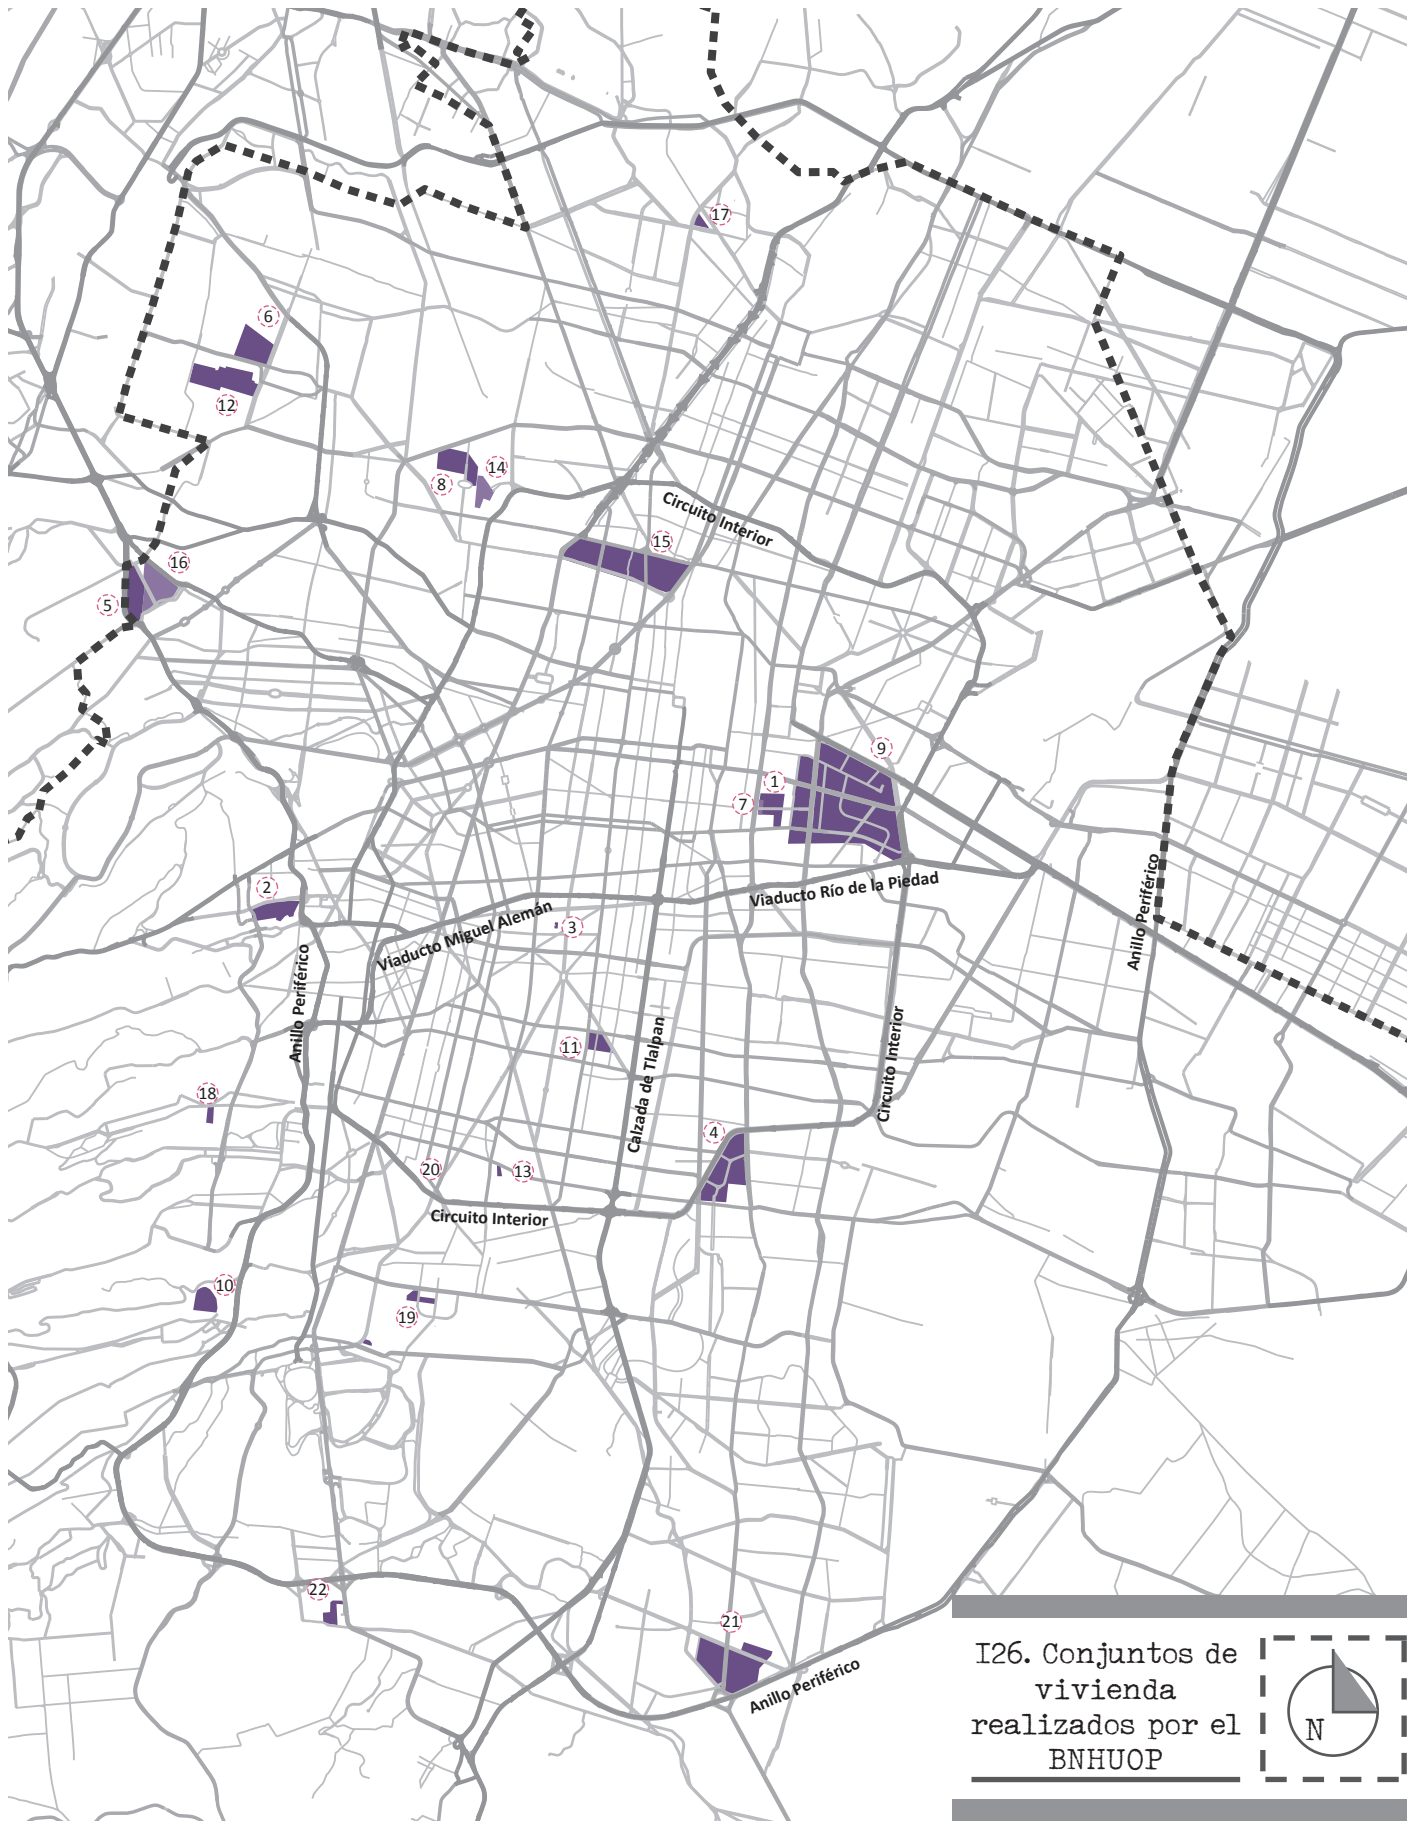 17
6
12
14
8
Circuito Interior
15
16
5
9
1
7
2
Viaducto Río de la Piedad
Anillo Periférico
Viaducto Miguel Alemán
3
Anillo Periférico
Calzada de Tlalpan
Circuito Interior
11
18
4
20
13
Circuito Interior
10
19
22
21
Anillo Periférico
I26. Conjuntos de
vivienda
realizados por el
BNHUOP
N